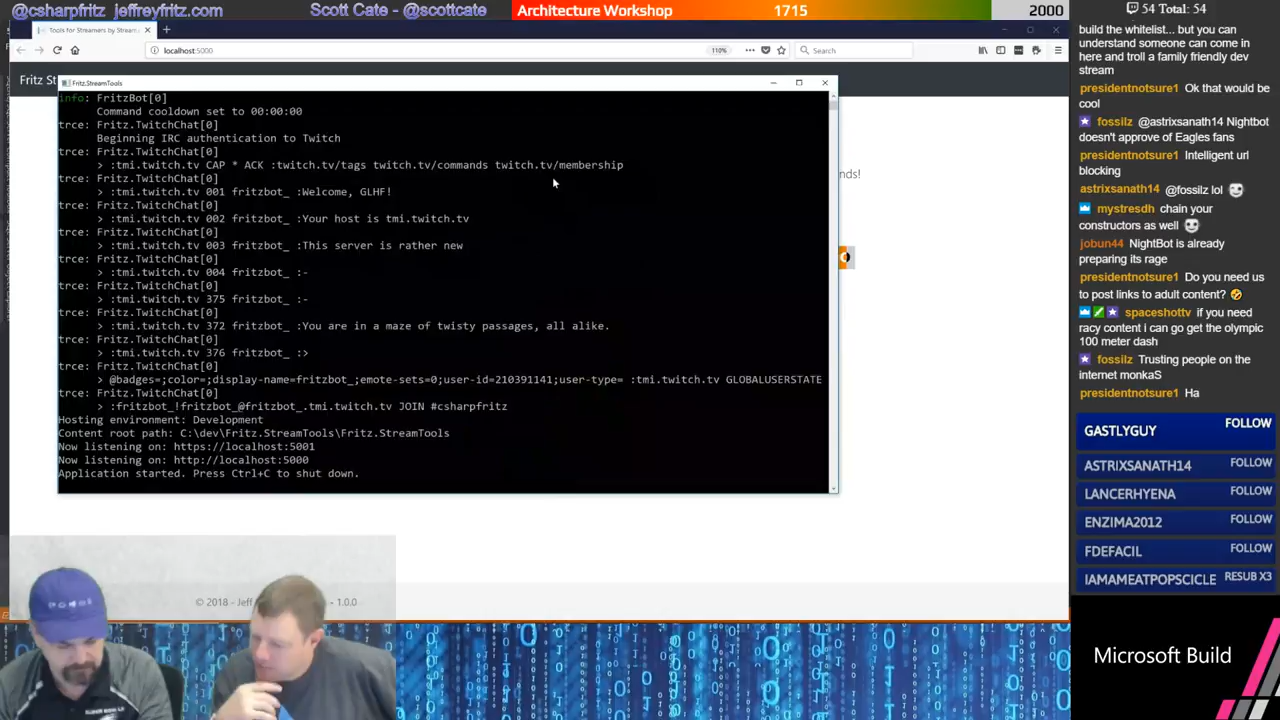 @csharpfritz jeffreyfritz.com
Scott Cate - @scottcate
Architecture Workshop
1715
2000
54 Total: 54
Tools for Streamers by Stream
localhost:5000
110%
Search
Fritz St
Fritz.StreamTools
info: FritzBot[0]
Command cooldown set to 00:00:00
trce: Fritz.TwitchChat[0]
Beginning IRC authentication to Twitch
trce: Fritz.TwitchChat[0]
> :tmi.twitch.tv CAP * ACK :twitch.tv/tags twitch.tv/commands twitch.tv/membership
trce: Fritz.TwitchChat[0]
> :tmi.twitch.tv 001 fritzbot_ :Welcome, GLHF!
trce: Fritz.TwitchChat[0]
> :tmi.twitch.tv 002 fritzbot_ :Your host is tmi.twitch.tv
trce: Fritz.TwitchChat[0]
> :tmi.twitch.tv 003 fritzbot_ :This server is rather new
trce: Fritz.TwitchChat[0]
> :tmi.twitch.tv 004 fritzbot_ :-
trce: Fritz.TwitchChat[0]
> :tmi.twitch.tv 375 fritzbot_ :-
trce: Fritz.TwitchChat[0]
> :tmi.twitch.tv 372 fritzbot_ :You are in a maze of twisty passages, all alike.
trce: Fritz.TwitchChat[0]
> :tmi.twitch.tv 376 fritzbot_ :>
trce: Fritz.TwitchChat[0]
> @badges=;color=;display-name=fritzbot_;emote-sets=0;user-id=210391141;user-type= :tmi.twitch.tv GLOBALUSERSTATE
trce: Fritz.TwitchChat[0]
> :fritzbot_!fritzbot_@fritzbot_.tmi.twitch.tv JOIN #csharpfritz
Hosting environment: Development
Content root path: C:\dev\Fritz.StreamTools\Fritz.StreamTools
Now listening on: https://localhost:5001
Now listening on: http://localhost:5000
Application started. Press Ctrl+C to shut down.
nds!
© 2018 - Jeff
- 1.0.0
build the whitelist... but you can
understand someone can come in
here and troll a family friendly dev
stream
presidentnotsure1 Ok that would be
cool
fossilz @astrixsanath14 Nightbot
doesn't approve of Eagles fans
presidentnotsure1 Intelligent url
blocking
astrixsanath14 @fossilz lol
mystresdh chain your
constructors as well
jobun44 NightBot is already
preparing its rage
presidentnotsure1 Do you need us
to post links to adult content?
spaceshottv if you need
racy content i can go get the olympic
100 meter dash
fossilz Trusting people on the
internet monkaS
presidentnotsure1 Ha
GASTLYGUY FOLLOW
ASTRIXSANATH14 FOLLOW
LANCERHYENA FOLLOW
ENZIMA2012 FOLLOW
FDEFACIL FOLLOW
IAMAMEATPOPSCICLE RESUB X3
Microsoft Build